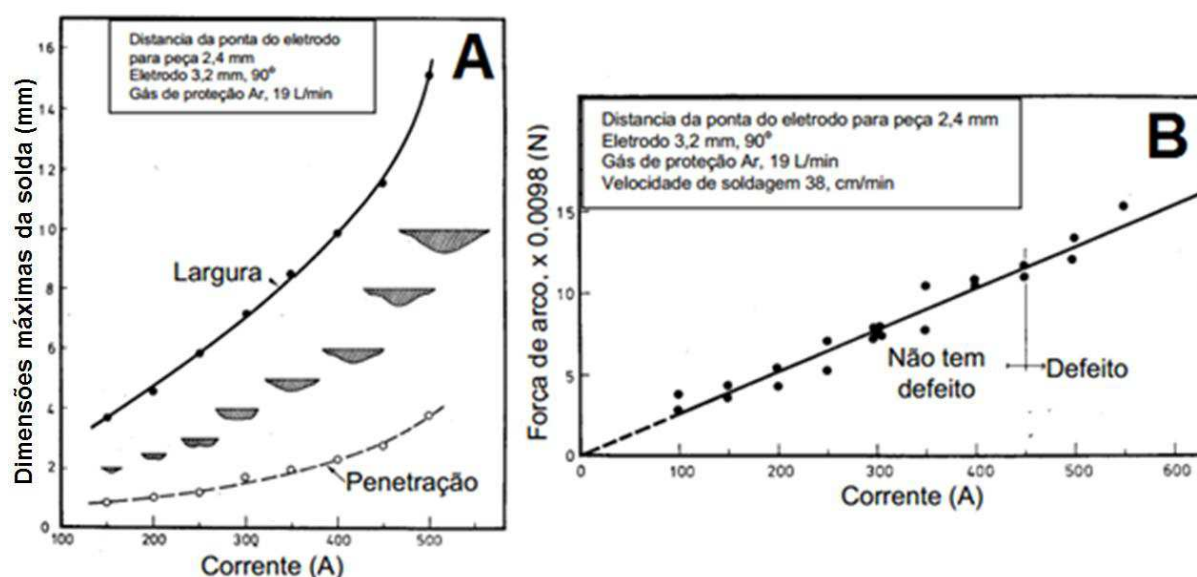 Distancia da ponta do eletrodo
para peça 2,4 mm
Eletrodo 3,2 mm, 90°
Gás de proteção Ar, 19 L/min
A
Dimensões máximas da solda (mm)
16
14
12
10
8
6
4
2
0
Largura
Penetração
100 200 300 400 500
Corrente (A)
Distancia da ponta do eletrodo para peça 2,4 mm
Eletrodo 3,2 mm, 90°
Gás de proteção Ar, 19 L/min
Velocidade de soldagem 38, cm/min
B
Força de arco, x 0,0098 (N)
15
10
5
0
Não tem
defeito
Defeito
0 100 200 300 400 500 600
Corrente (A)